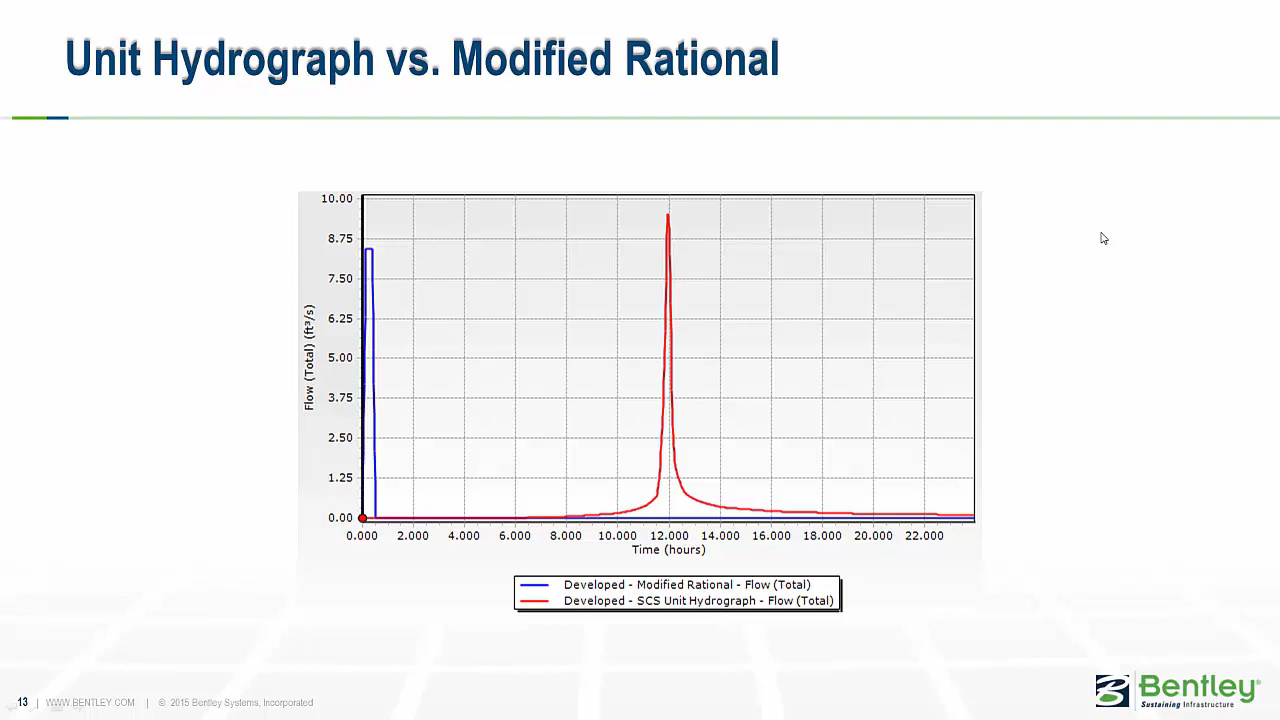 Unit Hydrograph vs. Modified Rational
10.00
8.75
7.50
6.25
5.00
3.75
2.50
1.25
0.00
Flow (Total) (ft³/s)
0.000 2.000 4.000 6.000 8.000 10.000 12.000 14.000 16.000 18.000 20.000 22.000
Time (hours)
Developed - Modified Rational - Flow (Total)
Developed - SCS Unit Hydrograph - Flow (Total)
13 | WWW.BENTLEY.COM | © 2015 Bentley Systems, Incorporated
Bentley®
Sustaining Infrastructure